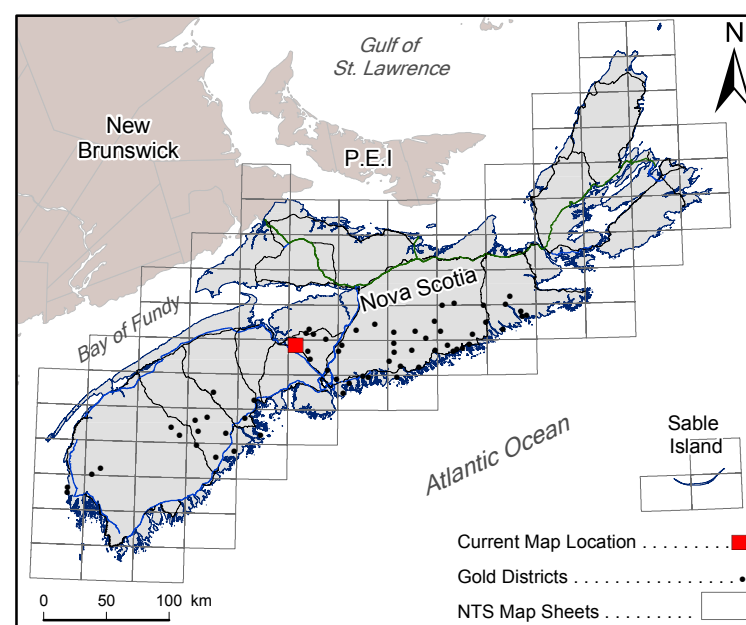 N
Gulf of
St. Lawrence
New
Brunswick
P.E.I
Nova Scotia
Bay of Fundy
Atlantic Ocean
Sable
Island
Current Map Location . . . . . . . . .
Gold Districts . . . . . . . . . . . . . . . .
NTS Map Sheets . . . . . . . . .
0 50 100 km